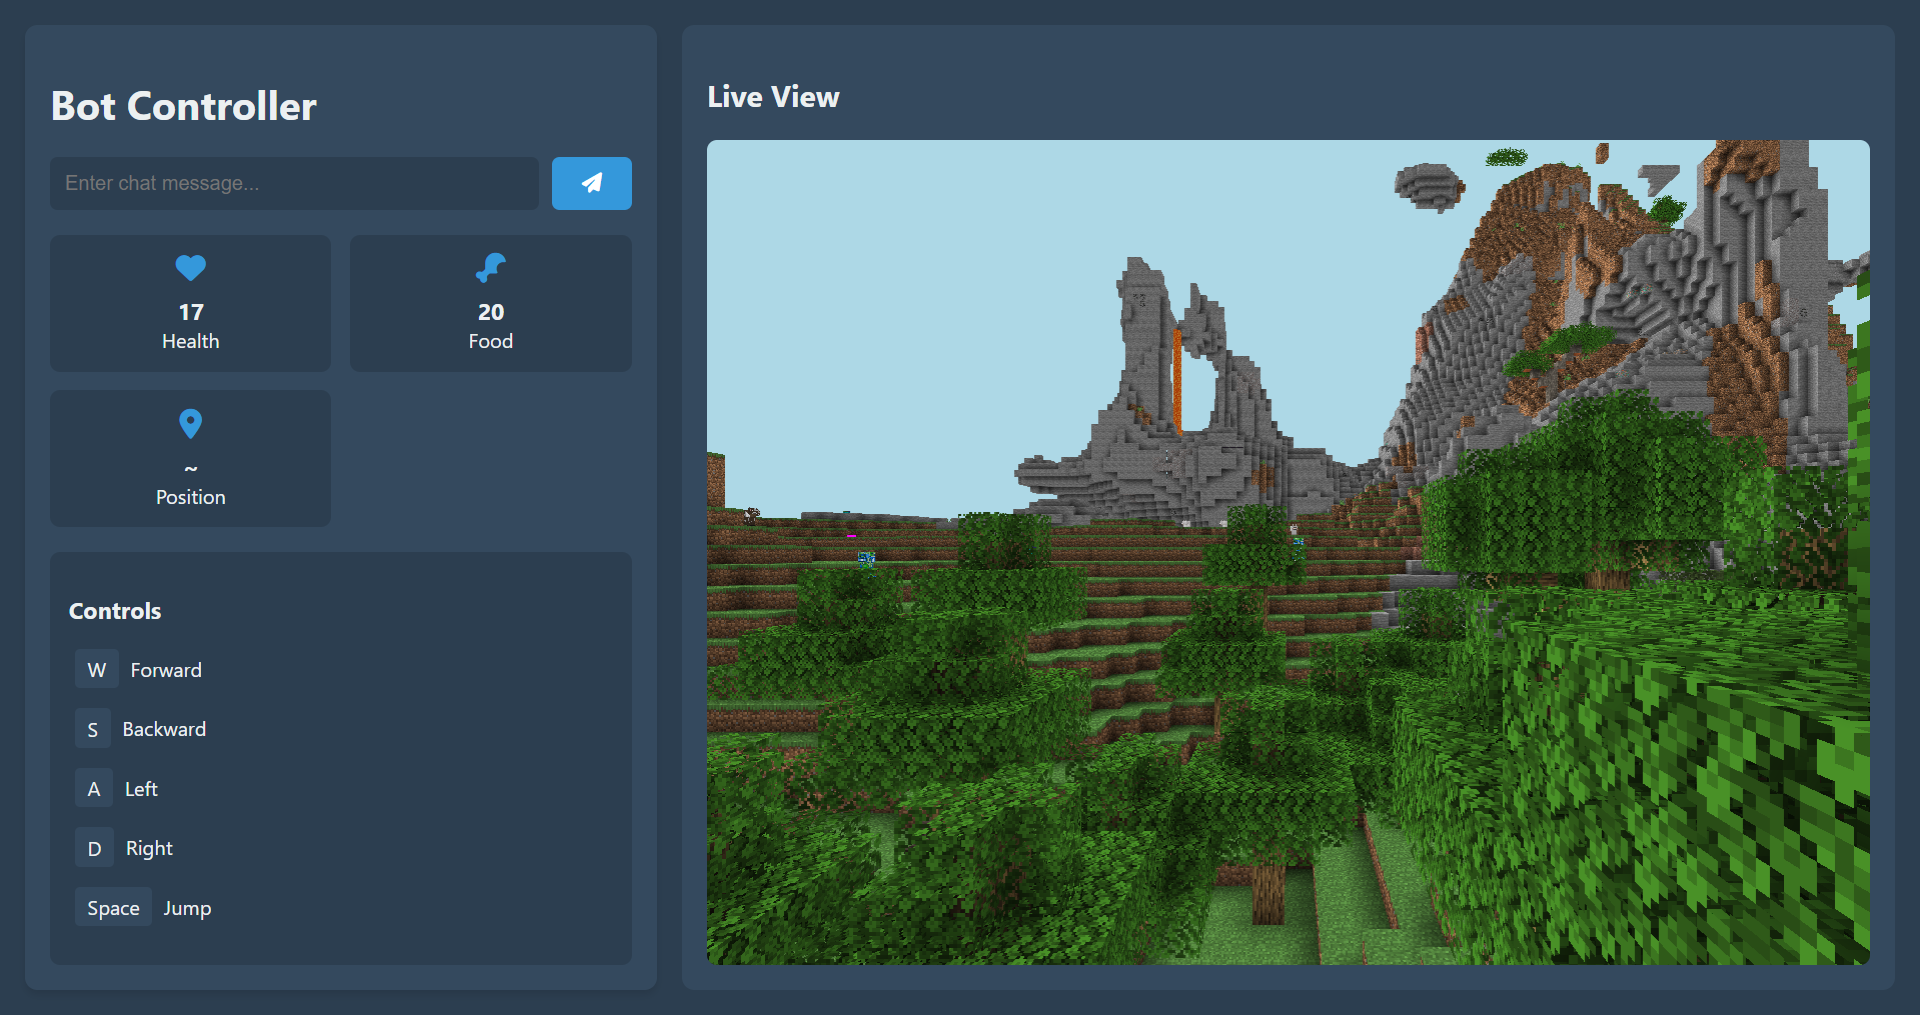 Bot Controller
Enter chat message...
17
Health
20
Food
~
Position
Controls
W Forward
S Backward
A Left
D Right
Space Jump
Live View